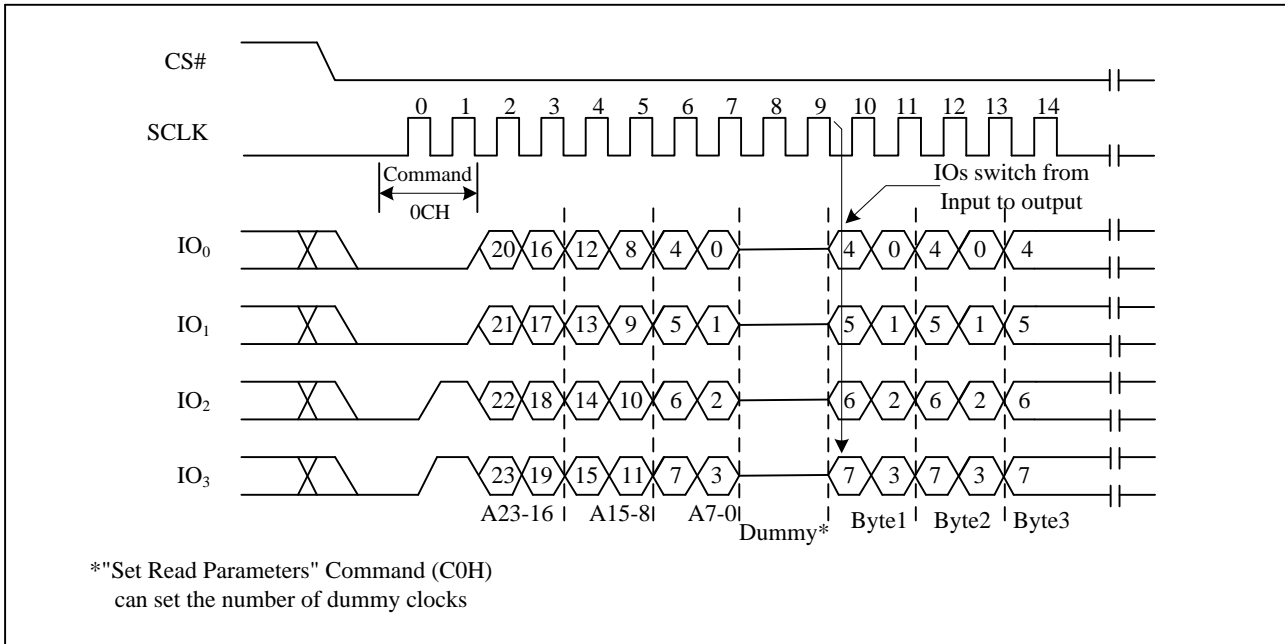 CS#
0 1 2 3 4 5 6 7 8 9 10 11 12 13 14
SCLK
Command
0CH
IOs switch from
Input to output
IO0 20 16 12 8 4 0 4 0 4 0 4
IO1 21 17 13 9 5 1 5 1 5 1 5
IO2 22 18 14 10 6 2 6 2 6 2 6
IO3 23 19 15 11 7 3 7 3 7 3 7
A23-16 A15-8 A7-0 Dummy* Byte1 Byte2 Byte3
*"Set Read Parameters" Command (C0H)
can set the number of dummy clocks